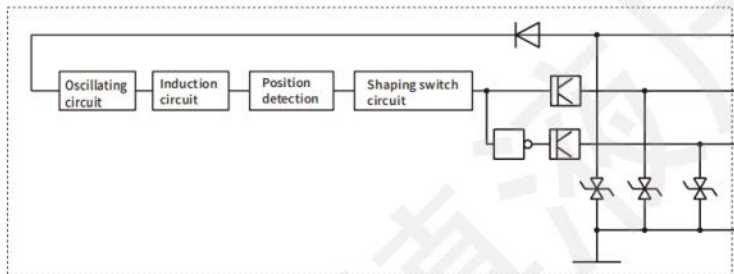 Oscillating
circuit
Induction
circuit
Position
detection
Shaping switch
circuit